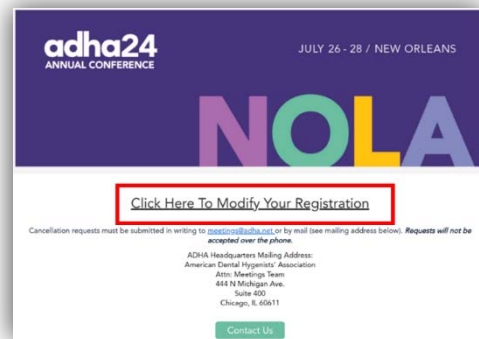 adha24
ANNUAL CONFERENCE
JULY 26 - 28 / NEW ORLEANS
NOLA
Click Here To Modify Your Registration
Cancellation requests must be submitted in writing to meetings@adha.net or by mail (see mailing address below). Requests will not be
accepted over the phone.
ADHA Headquarters Mailing Address:
American Dental Hygenists' Association
Attn: Meetings Team
444 N Michigan Ave.
Suite 400
Chicago, IL 60611
Contact Us